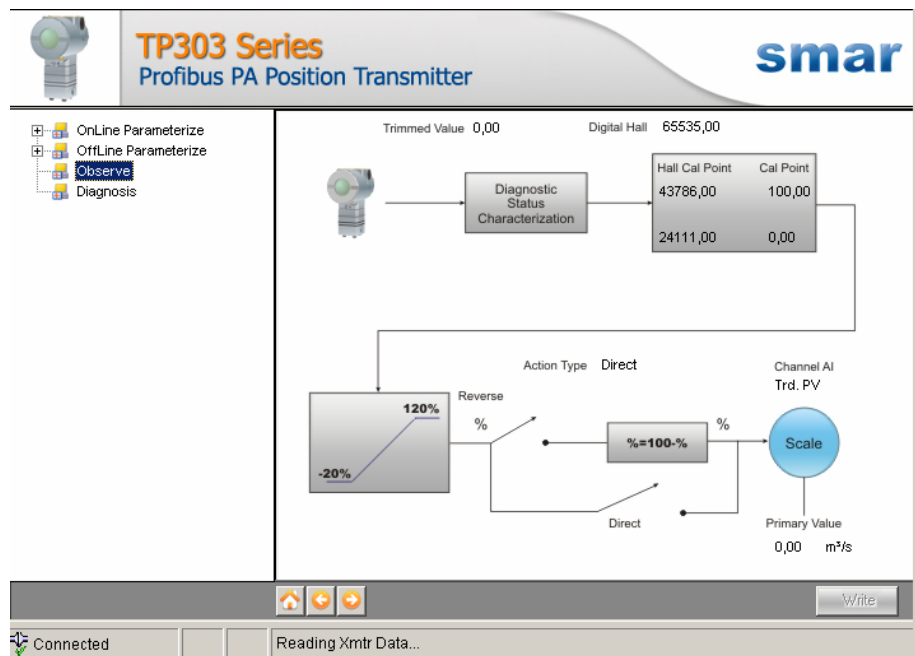 TP303 Series
Profibus PA Position Transmitter
smar
OnLine Parameterize
OffLine Parameterize
Observe
Diagnosis
Trimmed Value 0,00 Digital Hall 65535,00
Diagnostic
Status
Characterization
Hall Cal Point Cal Point
43786,00 100,00
24111,00 0,00
Action Type Direct
Channel AI
Trd. PV
120%
-20%
Reverse
%
%=100-%
%
Scale
Direct
Primary Value
0,00 m³/s
Write
Connected
Reading Xmtr Data...